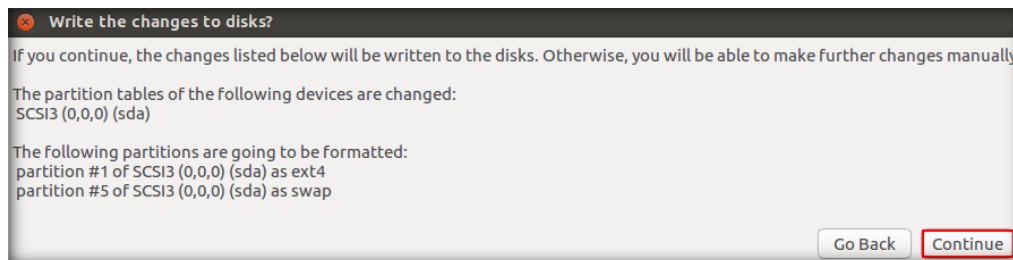 Write the changes to disks?
If you continue, the changes listed below will be written to the disks. Otherwise, you will be able to make further changes manually
The partition tables of the following devices are changed:
SCSI3 (0,0,0) (sda)
The following partitions are going to be formatted:
partition #1 of SCSI3 (0,0,0) (sda) as ext4
partition #5 of SCSI3 (0,0,0) (sda) as swap
Go Back Continue